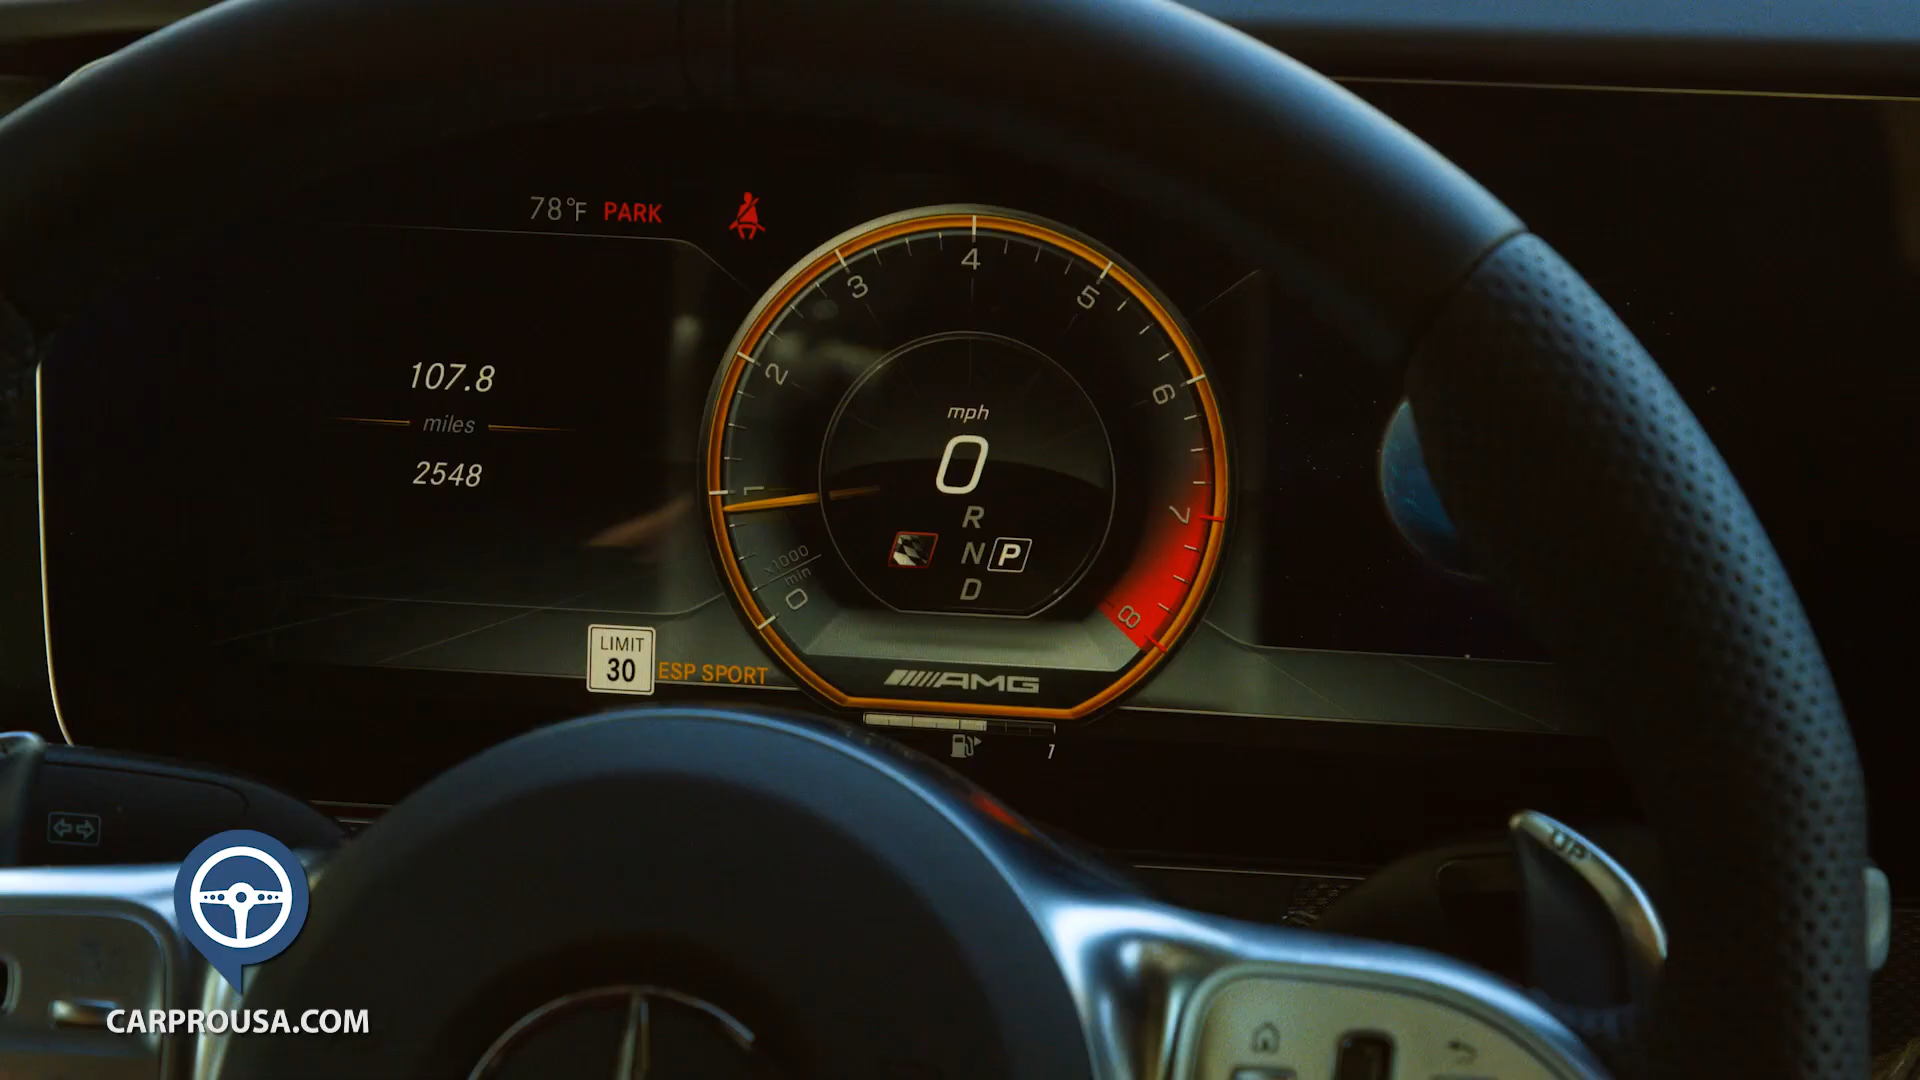 78°F PARK
107.8
miles
2548
4
3
5
2
6
1
7
x1000
min
0
8
mph
0
R
N P
D
LIMIT
30
ESP SPORT
AMG
1
UP
CARPROUSA.COM